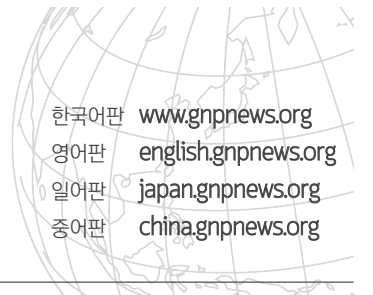 한국어판 www.gnpnews.org
영어판 english.gnpnews.org
일어판 japan.gnpnews.org
중어판 china.gnpnews.org